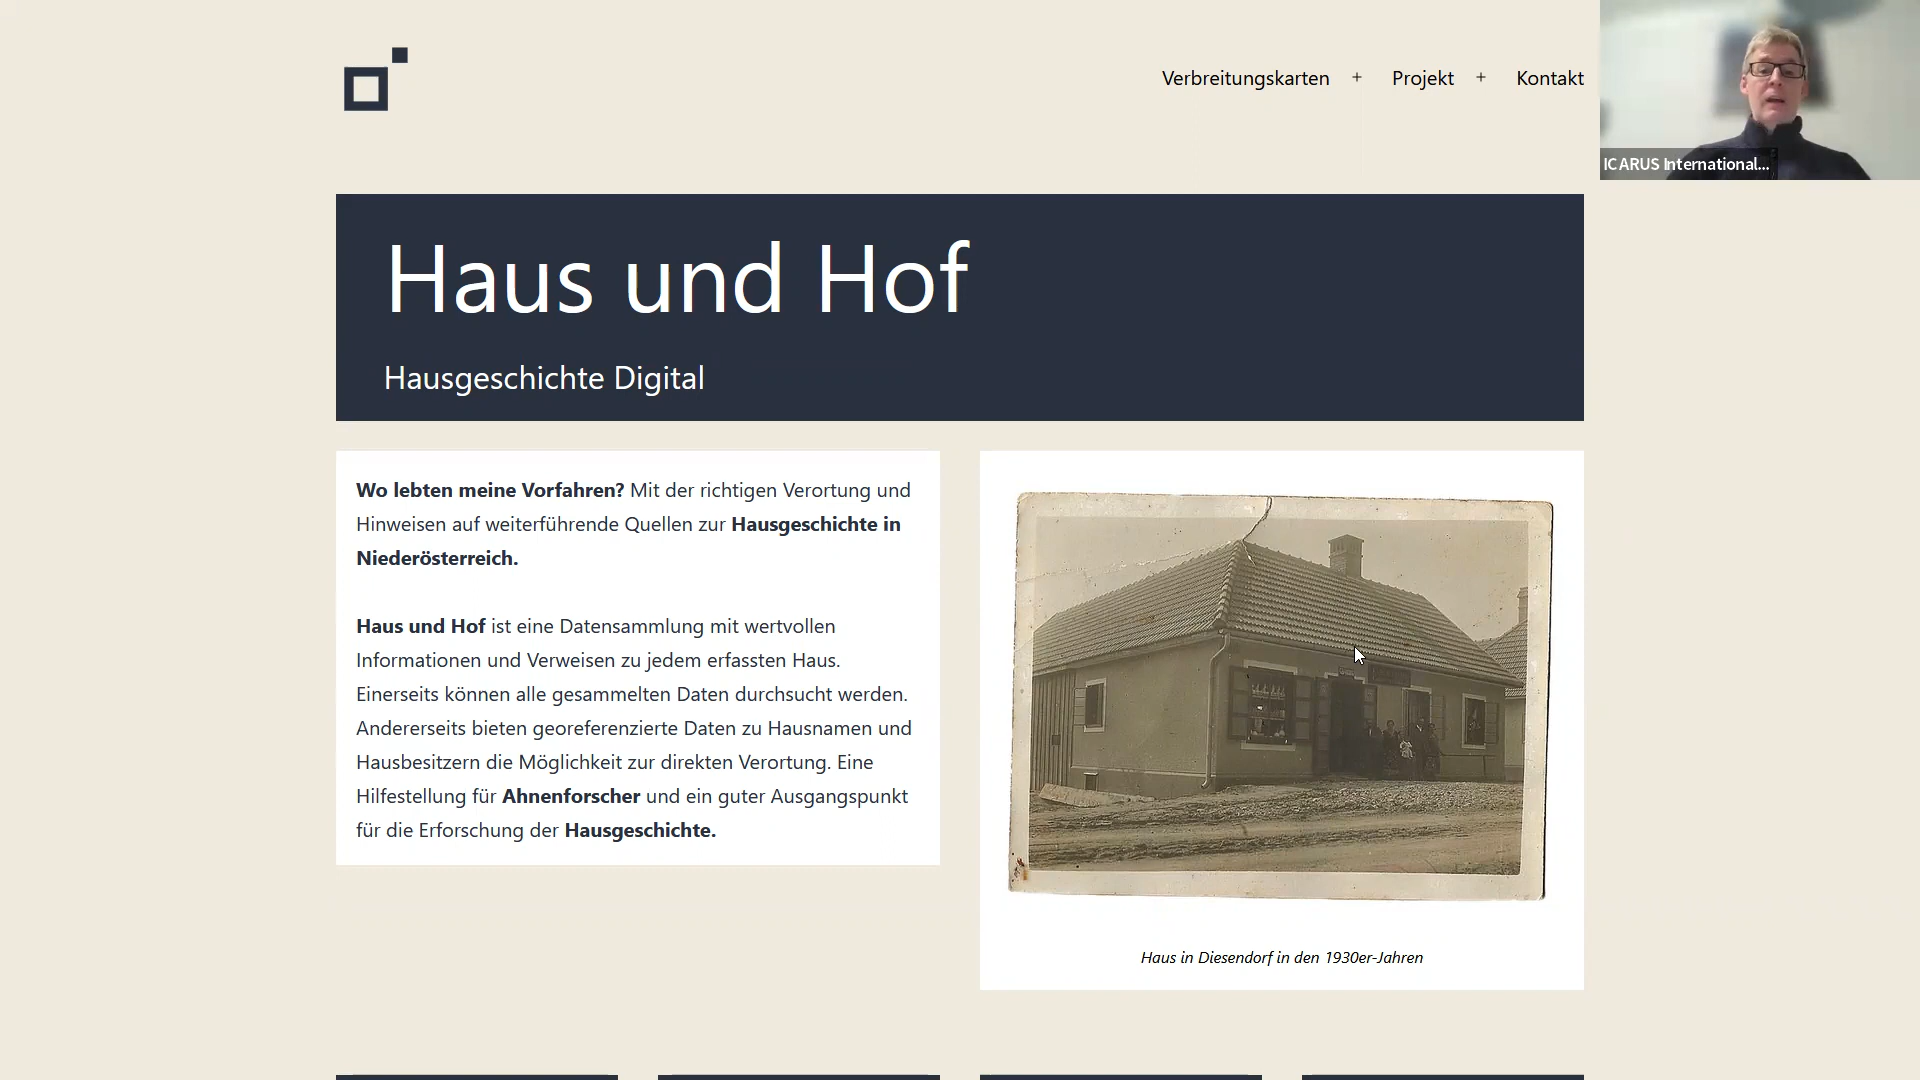 Verbreitungskarten + Projekt + Kontakt
ICARUS International...
Haus und Hof
Hausgeschichte Digital
Wo lebten meine Vorfahren? Mit der richtigen Verortung und
Hinweisen auf weiterführende Quellen zur Hausgeschichte in
Niederösterreich.
Haus und Hof ist eine Datensammlung mit wertvollen
Informationen und Verweisen zu jedem erfassten Haus.
Einerseits können alle gesammelten Daten durchsucht werden.
Andererseits bieten georeferenzierte Daten zu Hausnamen und
Hausbesitzern die Möglichkeit zur direkten Verortung. Eine
Hilfestellung für Ahnenforscher und ein guter Ausgangspunkt
für die Erforschung der Hausgeschichte.
Haus in Diesendorf in den 1930er-Jahren